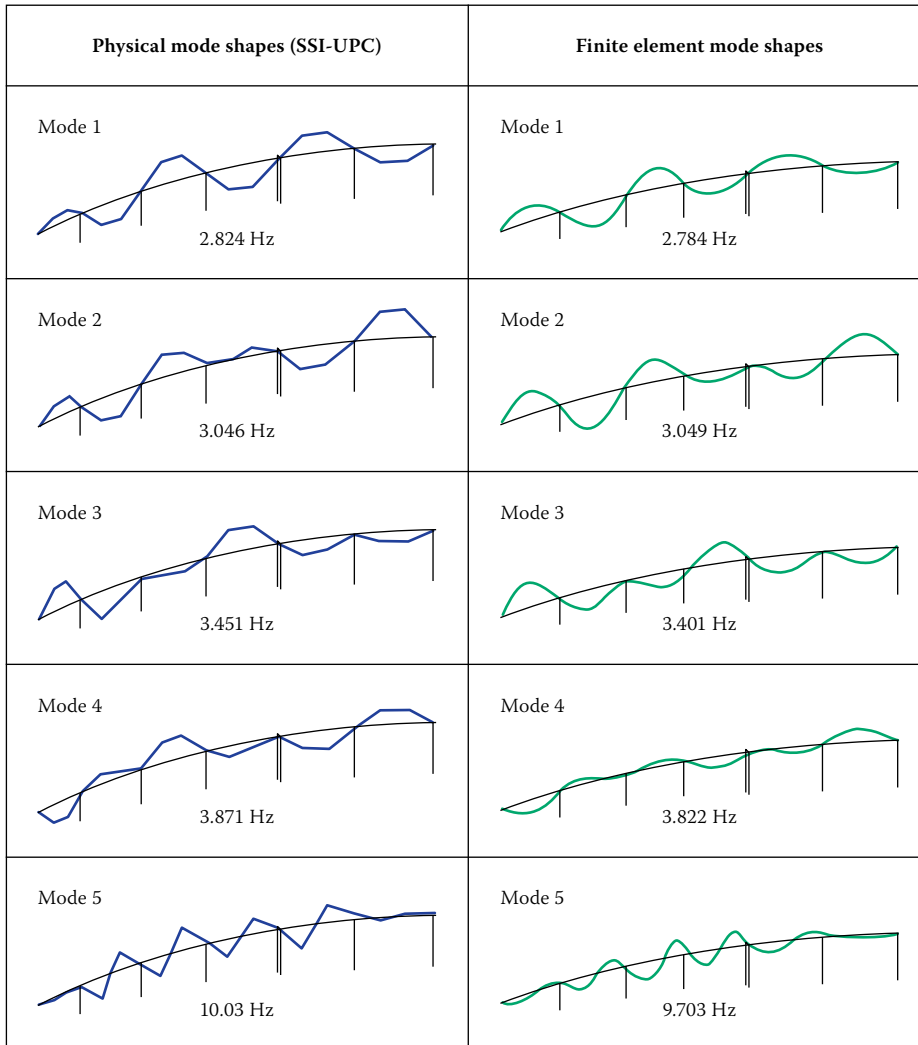 Physical mode shapes (SSI-UPC)
Finite element mode shapes
Mode 1
2.824 Hz
Mode 1
2.784 Hz
Mode 2
3.046 Hz
Mode 2
3.049 Hz
Mode 3
3.451 Hz
Mode 3
3.401 Hz
Mode 4
3.871 Hz
Mode 4
3.822 Hz
Mode 5
10.03 Hz
Mode 5
9.703 Hz